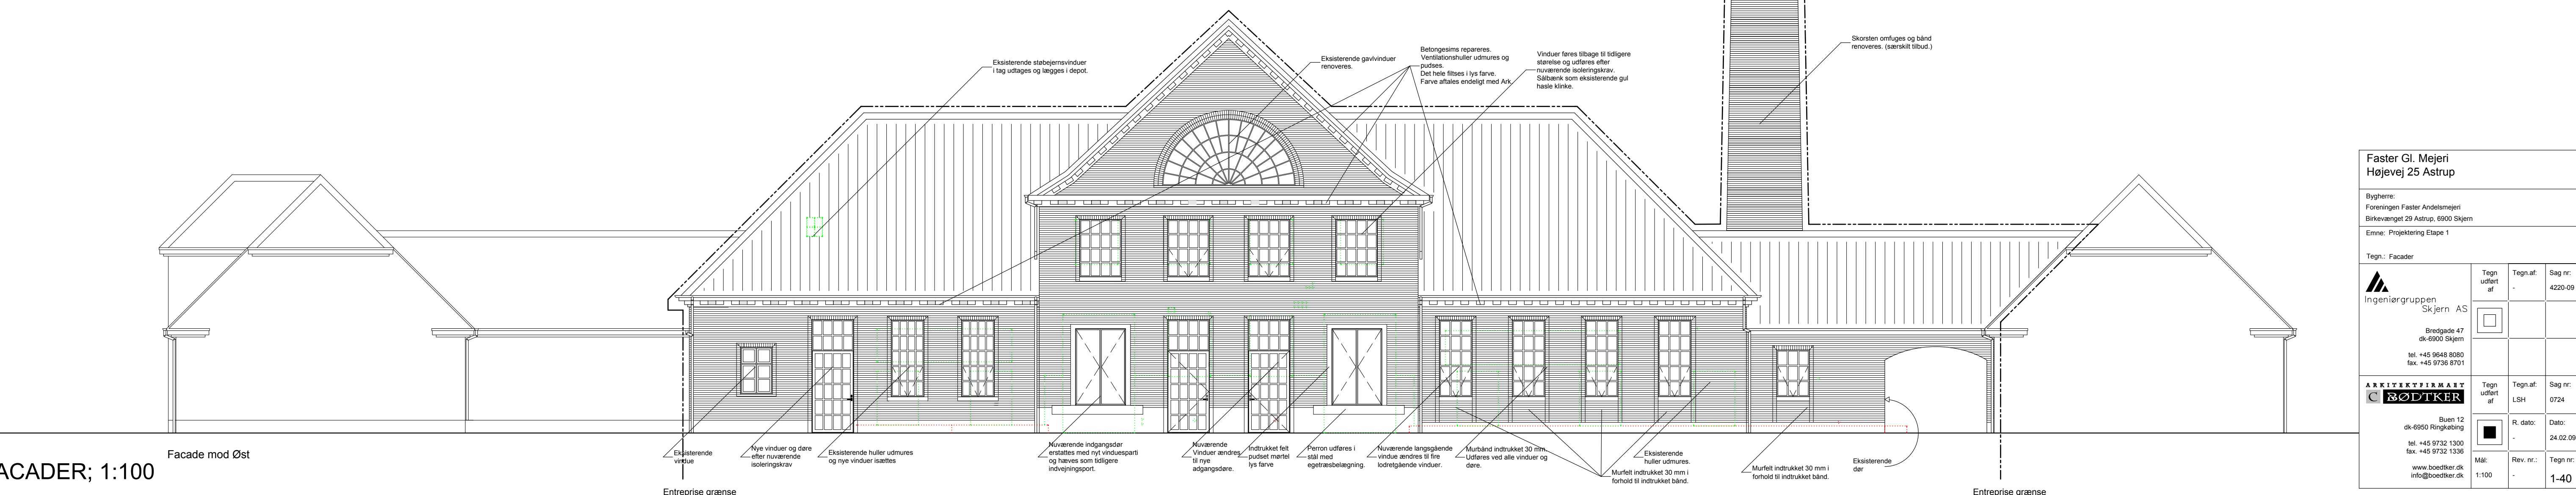 Eksisterende støbejernsvinduer
i tag udtages og lægges i depot.
Eksisterende gavlvinduer
renoveres.
Betongesims repareres.
Ventilationshuller udmures og
pudses.
Det hele filtses i lys farve.
Farve aftales endeligt med Ark.
Vinduer føres tilbage til tidligere
størelse og udføres efter
nuværende isoleringskrav.
Sålbænk som eksisterende gul
hasle klinke.
Skorsten omfuges og bånd
renoveres. (særskilt tilbud.)
Eksisterende
vindue
Nye vinduer og døre
efter nuværende
isoleringskrav
Eksisterende huller udmures
og nye vinduer isættes
Nuværende indgangsdør
erstattes med nyt vinduesparti
og hæves som tidligere
indvejningsport.
Nuværende
Vinduer ændres
til nye
adgangsdøre.
Indtrukket felt
pudset mørtel
lys farve
Perron udføres i
stål med
egetræsbelægning.
Nuværende langsgående
vindue ændres til fire
lodretgående vinduer.
Murbånd indtrukket 30 mm.
Udføres ved alle vinduer og
døre.
Murfelt indtrukket 30 mm i
forhold til indtrukket bånd.
Eksisterende
huller udmures.
Murfelt indtrukket 30 mm i
forhold til indtrukket bånd.
Eksisterende
dør
Facade mod Øst
ACADER; 1:100
Entreprise grænse
Entreprise grænse
Faster Gl. Mejeri
Højevej 25 Astrup
Bygherre:
Foreningen Faster Andelsmejeri
Birkevænget 29 Astrup, 6900 Skjern
Emne: Projektering Etape 1
Tegn.: Facader
Ingeniørgruppen
Skjern AS
Bredgade 47
dk-6900 Skjern
tel. +45 9648 8080
fax. +45 9736 8701
Tegn
udført
af
Tegn.af:
-
Sag nr:
4220-09
ARKITEKTFIRMAET
C BØDTKER
Buen 12
dk-6950 Ringkøbing
tel. +45 9732 1300
fax. +45 9732 1336
www.boedtker.dk
info@boedtker.dk
Tegn
udført
af
Tegn.af:
LSH
Sag nr:
0724
R. dato:
-
Dato:
24.02.09
Mål:
1:100
Rev. nr.:
-
Tegn nr:
1-40